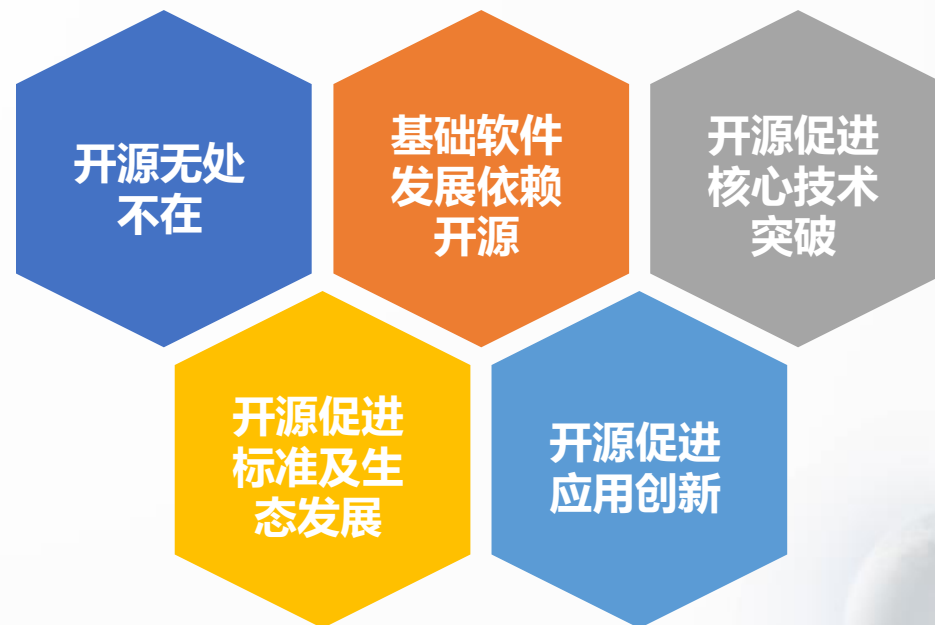 开源无处
不在
基础软件
发展依赖
开源
开源促进
核心技术
突破
开源促进
标准及生
态发展
开源促进
应用创新